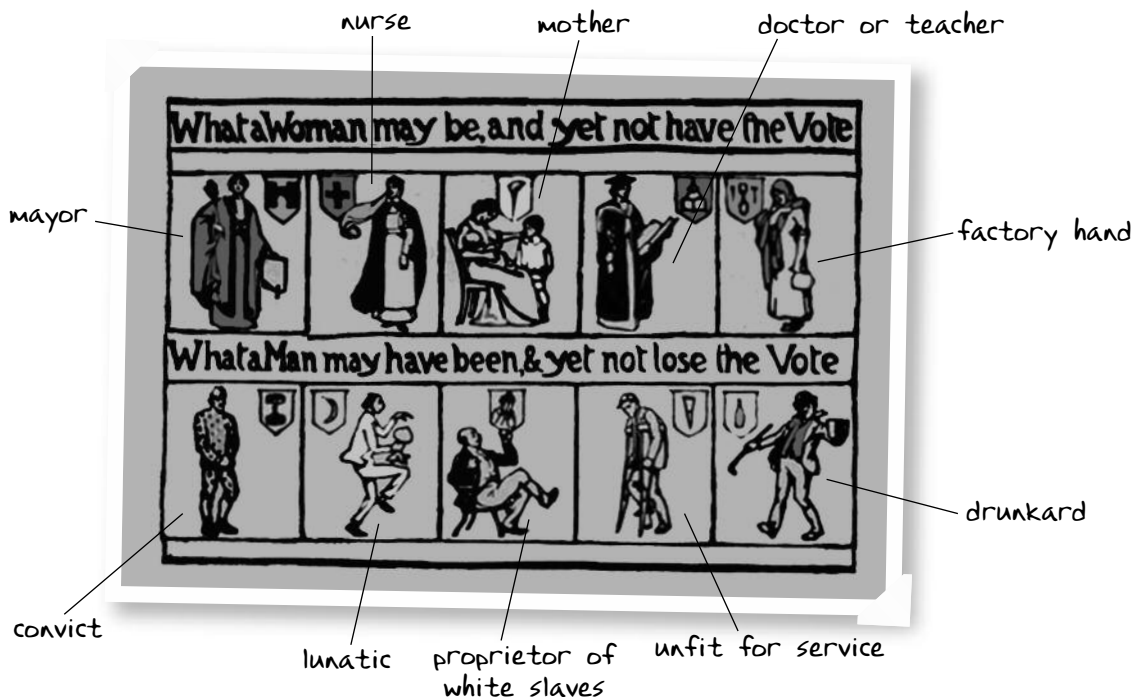 nurse
mother
doctor or teacher
What a Woman may be, and yet not have the Vote
mayor
factory hand
What a Man may have been, & yet not lose the Vote
drunkard
convict
lunatic
proprietor of
white slaves
unfit for service